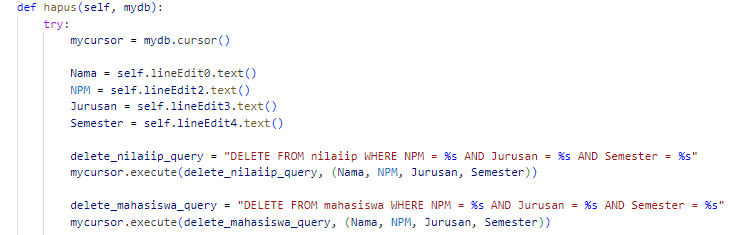 def hapus(self, mydb):
try:
mycursor = mydb.cursor()
Nama = self.lineEdit0.text()
NPM = self.lineEdit2.text()
Jurusan = self.lineEdit3.text()
Semester = self.lineEdit4.text()
delete_nilaiip_query = "DELETE FROM nilaiip WHERE NPM = %s AND Jurusan = %s AND Semester = %s"
mycursor.execute(delete_nilaiip_query, (Nama, NPM, Jurusan, Semester))
delete_mahasiswa_query = "DELETE FROM mahasiswa WHERE NPM = %s AND Jurusan = %s AND Semester = %s"
mycursor.execute(delete_mahasiswa_query, (Nama, NPM, Jurusan, Semester))